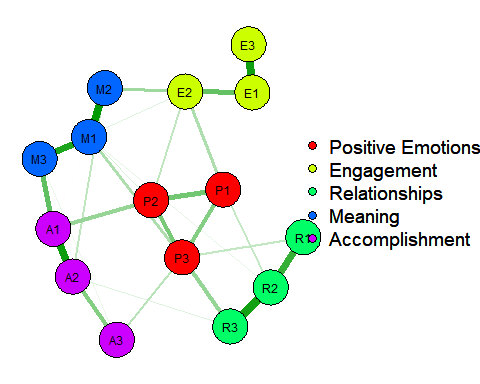 E3
M2
E2
E1
M1
Positive Emotions
M3
Engagement
P1
Relationships
P2
Meaning
A1
R1
Accomplishment
P3
A2
R2
R3
A3